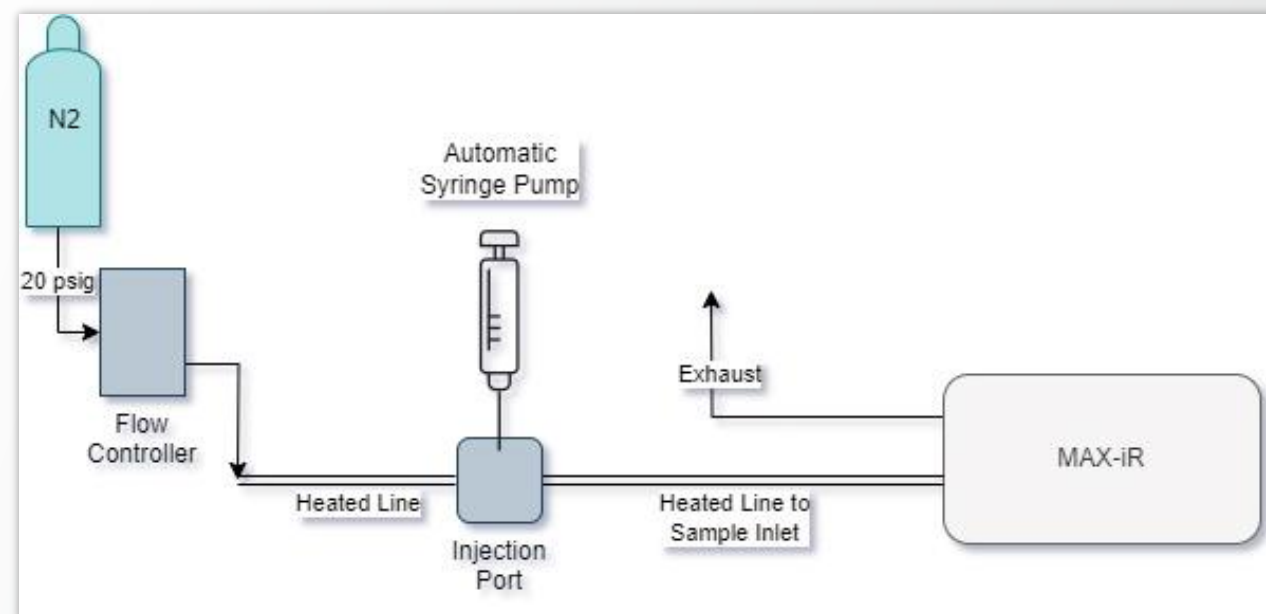 N2
Automatic
Syringe Pump
20 psig
Exhaust
Flow
Controller
MAX-iR
Heated Line
Heated Line to
Sample Inlet
Injection
Port